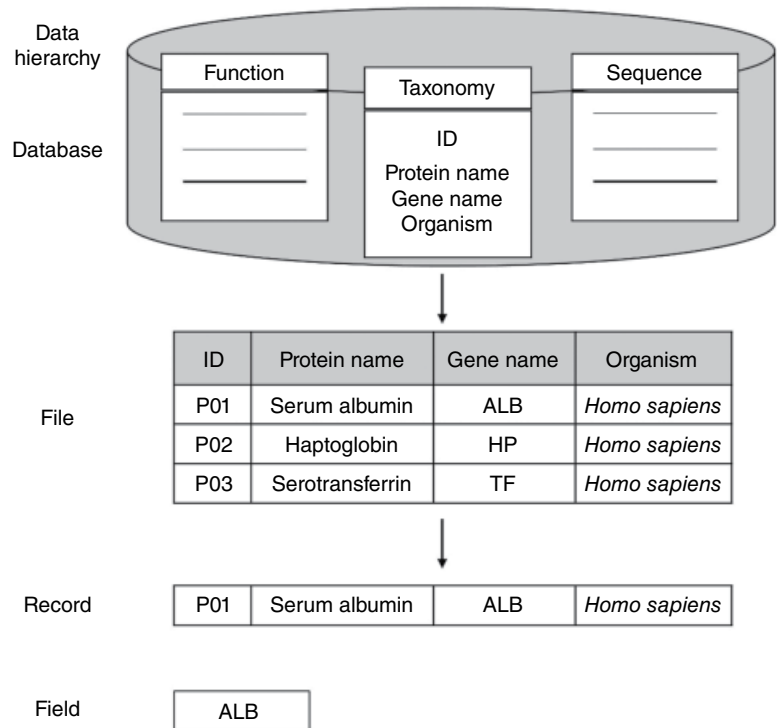 Data
hierarchy
Function
Taxonomy
Sequence
Database
ID
Protein name
Gene name
Organism
File
ID Protein name Gene name Organism
P01 Serum albumin ALB Homo sapiens
P02 Haptoglobin HP Homo sapiens
P03 Serotransferrin TF Homo sapiens
Record
P01 Serum albumin ALB Homo sapiens
Field
ALB